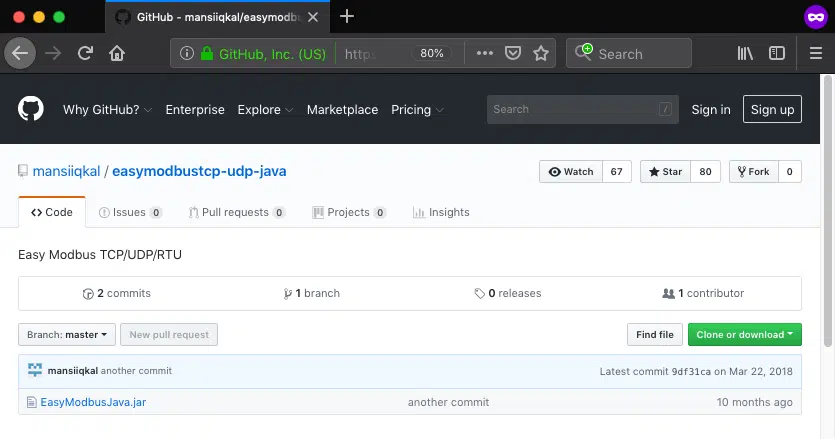 GitHub - mansiiqkal/easymodbu
GitHub, Inc. (US) http 80% Search
Why GitHub? Enterprise Explore Marketplace Pricing Search / Sign in Sign up
mansiiqkal / easymodbustcp-udp-java Watch 67 Star 80 Fork 0
Code Issues 0 Pull requests 0 Projects 0 Insights
Easy Modbus TCP/UDP/RTU
2 commits 1 branch 0 releases 1 contributor
Branch: master New pull request Find file Clone or download
mansiiqkal another commit Latest commit 9df31ca on Mar 22, 2018
EasyModbusJava.jar another commit 10 months ago